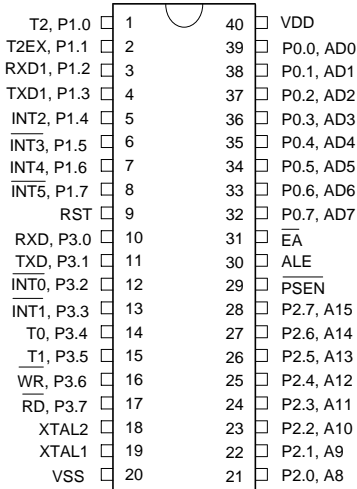 T2, P1.0 1 40 VDD
T2EX, P1.1 2 39 P0.0, AD0
RXD1, P1.2 3 38 P0.1, AD1
TXD1, P1.3 4 37 P0.2, AD2
INT2, P1.4 5 36 P0.3, AD3
INT3, P1.5 6 35 P0.4, AD4
INT4, P1.6 7 34 P0.5, AD5
INT5, P1.7 8 33 P0.6, AD6
RST 9 32 P0.7, AD7
RXD, P3.0 10 31 EA
TXD, P3.1 11 30 ALE
INT0, P3.2 12 29 PSEN
INT1, P3.3 13 28 P2.7, A15
T0, P3.4 14 27 P2.6, A14
T1, P3.5 15 26 P2.5, A13
WR, P3.6 16 25 P2.4, A12
RD, P3.7 17 24 P2.3, A11
XTAL2 18 23 P2.2, A10
XTAL1 19 22 P2.1, A9
VSS 20 21 P2.0, A8